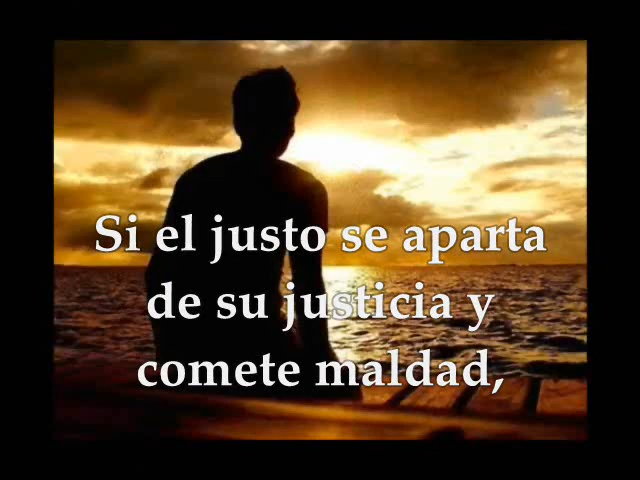 Si el justo se aparta
de su justicia y
comete maldad,